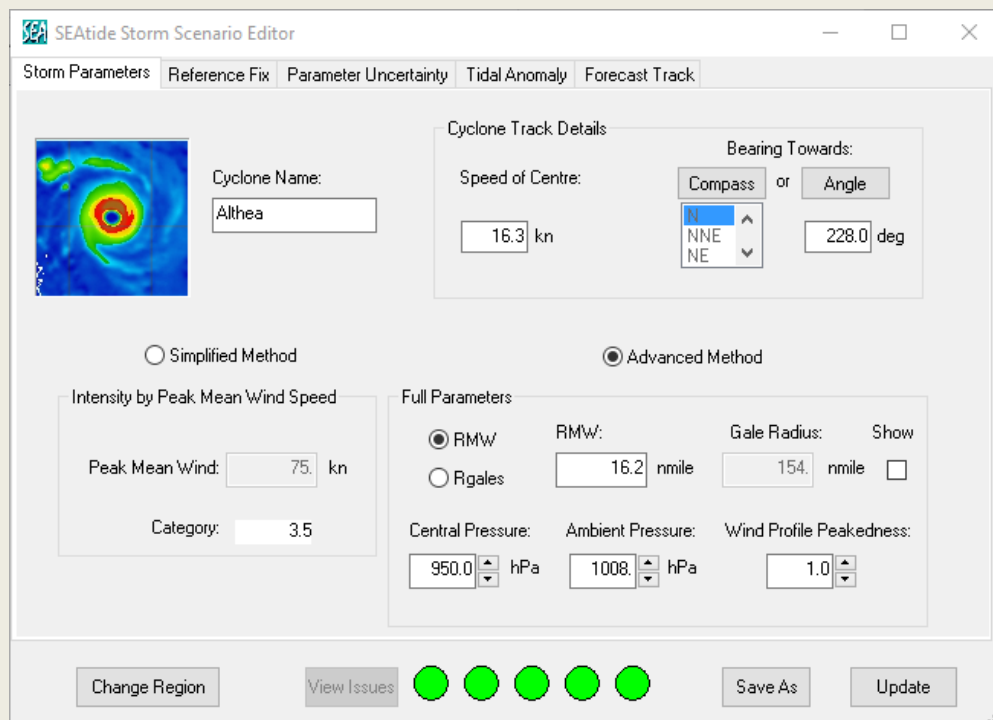 SEA SEAtide Storm Scenario Editor
Storm Parameters Reference Fix Parameter Uncertainty Tidal Anomaly Forecast Track
Cyclone Name:
Althea
Cyclone Track Details
Speed of Centre:
16.3 kn
Bearing Towards:
Compass or Angle
N
NNE
NE
228.0 deg
Simplified Method
Advanced Method
Intensity by Peak Mean Wind Speed
Peak Mean Wind: 75. kn
Category: 3.5
Full Parameters
RMW
Rgales
RMW:
16.2 nmile
Gale Radius:
154. nmile
Show
Central Pressure:
950.0 hPa
Ambient Pressure:
1008. hPa
Wind Profile Peakedness:
1.0
Change Region View Issues Save As Update